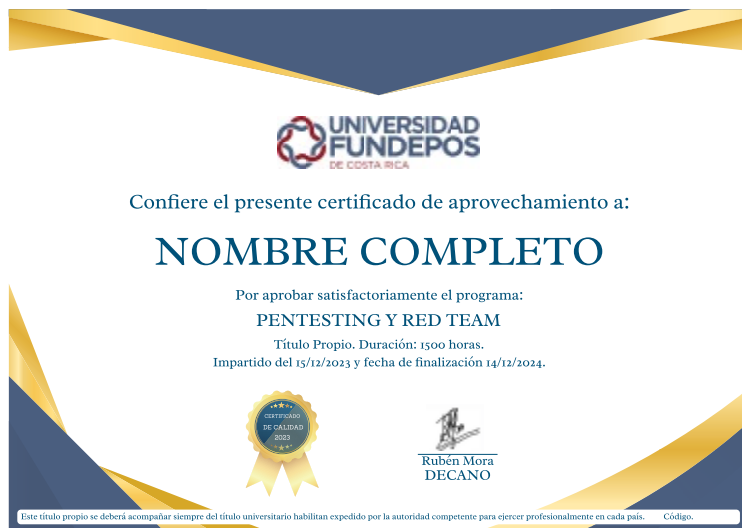 UNIVERSIDAD
FUNDEPOS
DE COSTA RICA
Confiere el presente certificado de aprovechamiento a:
NOMBRE COMPLETO
Por aprobar satisfactoriamente el programa:
PENTESTING Y RED TEAM
Título Propio. Duración: 1500 horas.
Impartido del 15/12/2023 y fecha de finalización 14/12/2024.
CERTIFICADO
DE CALIDAD
2023
Rubén Mora
DECANO
Este título propio se deberá acompañar siempre del título universitario habilitan expedido por la autoridad competente para ejercer profesionalmente en cada país. Código.